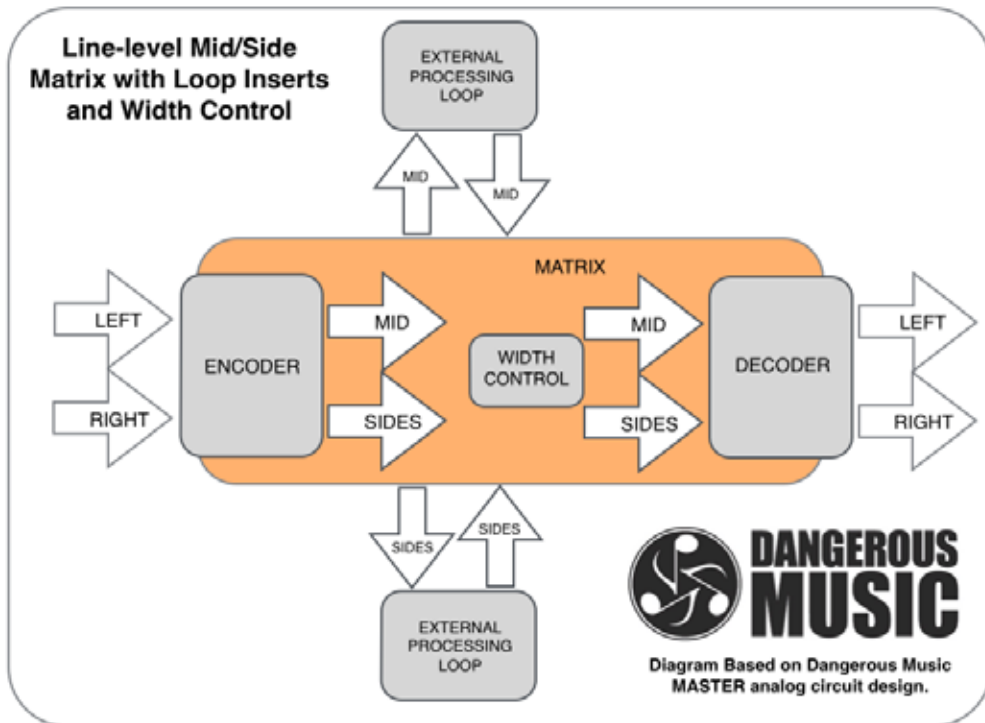 Line-level Mid/Side
Matrix with Loop Inserts
and Width Control
EXTERNAL
PROCESSING
LOOP
MID
MID
MATRIX
LEFT
RIGHT
ENCODER
MID
SIDES
WIDTH
CONTROL
MID
SIDES
DECODER
LEFT
RIGHT
SIDES
SIDES
EXTERNAL
PROCESSING
LOOP
DANGEROUS
MUSIC
Diagram Based on Dangerous Music
MASTER analog circuit design.